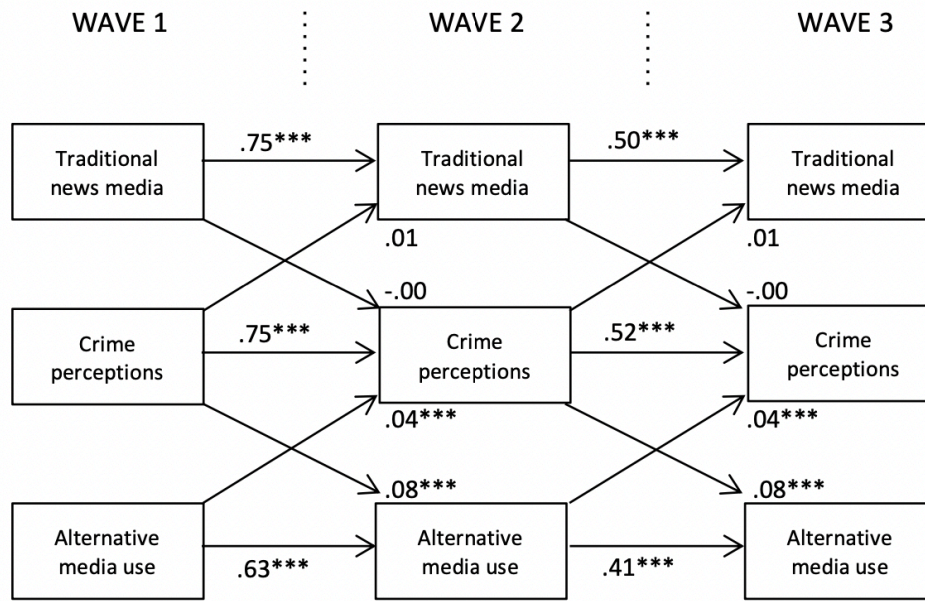 WAVE 1
WAVE 2
WAVE 3
Traditional
news media
.75***
Traditional
news media
.50***
Traditional
news media
.01
.01
-.00
-.00
Crime
perceptions
.75***
Crime
perceptions
.52***
Crime
perceptions
.04***
.04***
.08***
.08***
Alternative
media use
.63***
Alternative
media use
.41***
Alternative
media use